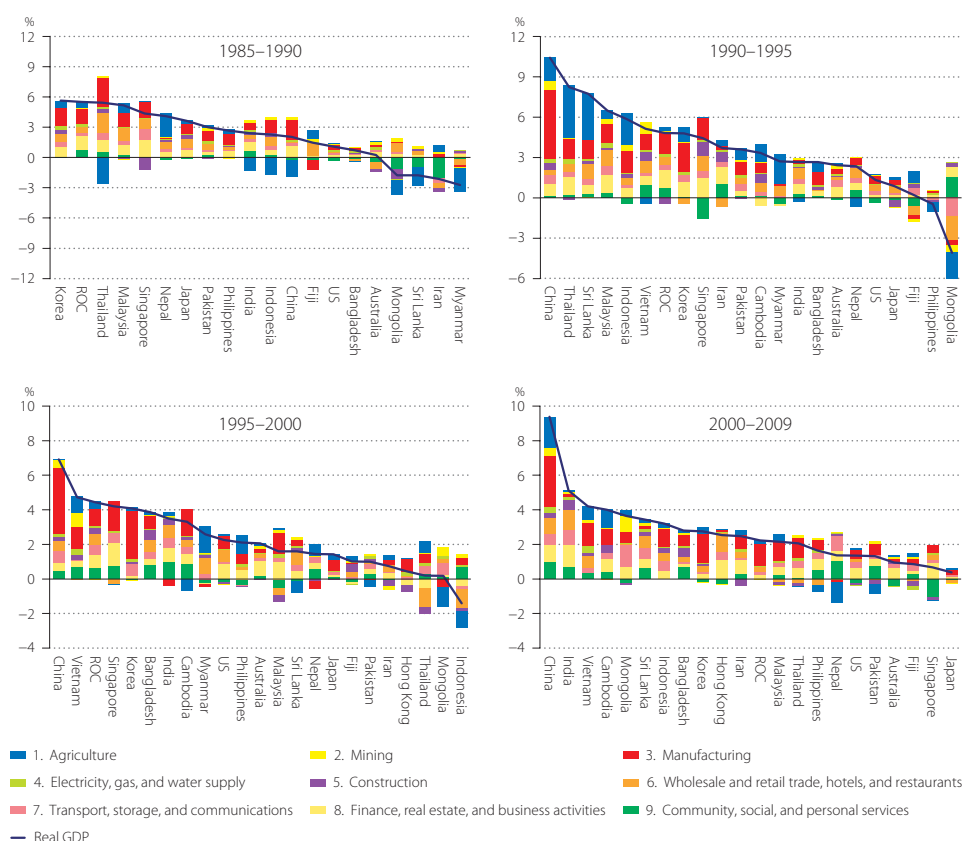 %
12
1985–1990
9
6
3
0
−3
−6
−9
−12
Korea
ROC
Thailand
Malaysia
Singapore
Nepal
Japan
Pakistan
Philippines
India
Indonesia
China
Fiji
US
Bangladesh
Australia
Mongolia
Sri Lanka
Iran
Myanmar
%
12
1990–1995
9
6
3
0
−3
−6
China
Thailand
Sri Lanka
Malaysia
Indonesia
Vietnam
ROC
Korea
Singapore
Iran
Pakistan
Cambodia
Myanmar
India
Bangladesh
Australia
Nepal
US
Japan
Fiji
Philippines
Mongolia
%
10
1995–2000
8
6
4
2
0
−2
−4
China
Vietnam
ROC
Singapore
Korea
Bangladesh
India
Cambodia
Myanmar
US
Philippines
Australia
Malaysia
Sri Lanka
Nepal
Japan
Fiji
Pakistan
Iran
Hong Kong
Thailand
Mongolia
Indonesia
%
10
2000–2009
8
6
4
2
0
−2
−4
China
India
Vietnam
Cambodia
Mongolia
Sri Lanka
Indonesia
Bangladesh
Korea
Hong Kong
Iran
ROC
Malaysia
Thailand
Philippines
Nepal
US
Pakistan
Australia
Fiji
Singapore
Japan
1. Agriculture
2. Mining
3. Manufacturing
4. Electricity, gas, and water supply
5. Construction
6. Wholesale and retail trade, hotels, and restaurants
7. Transport, storage, and communications
8. Finance, real estate, and business activities
9. Community, social, and personal services
Real GDP